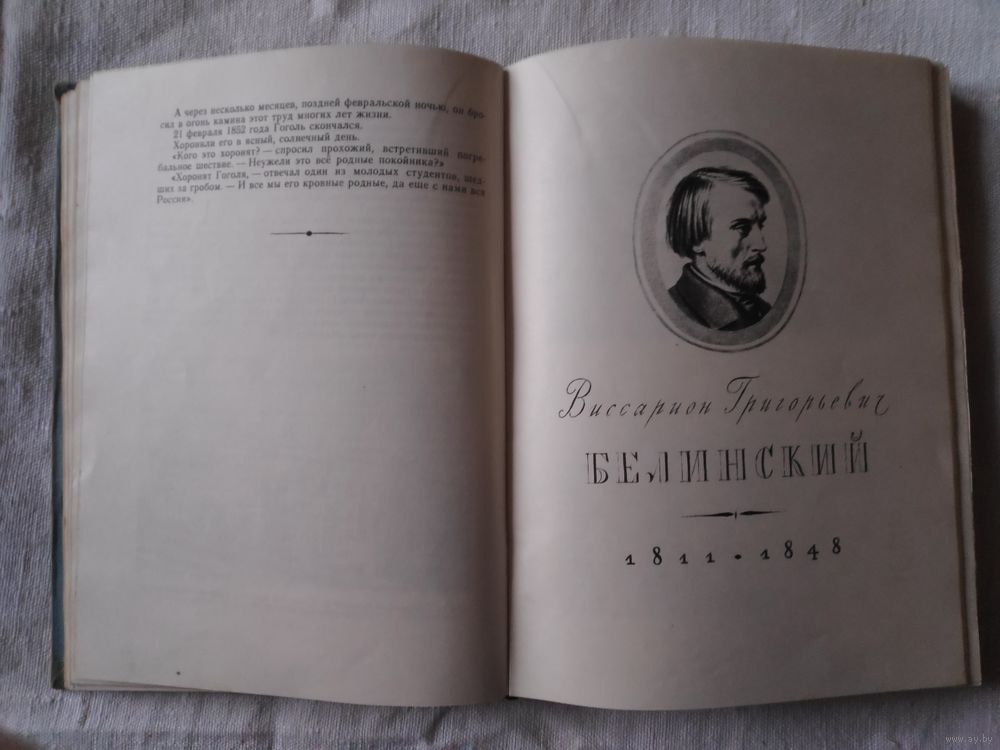 А через несколько месяцев, поздней февральской ночью, он бро-
сил в огонь камина этот труд многих лет жизни.
21 февраля 1852 года Гоголь скончался.
Хоронили его в ясный, солнечный день.
«Кого это хоронят? — спросил прохожий, встретивший погре-
бальное шествие. — Неужели это всё родные покойника?»
«Хоронят Гоголя, — отвечал один из молодых студентов, шед-
ших за гробом. — И все мы его кровные родные, да еще с нами вся
Россия».
Виссарион Григорьевич
БЕЛИНСКИЙ
1811 • 1848
www.ay.by